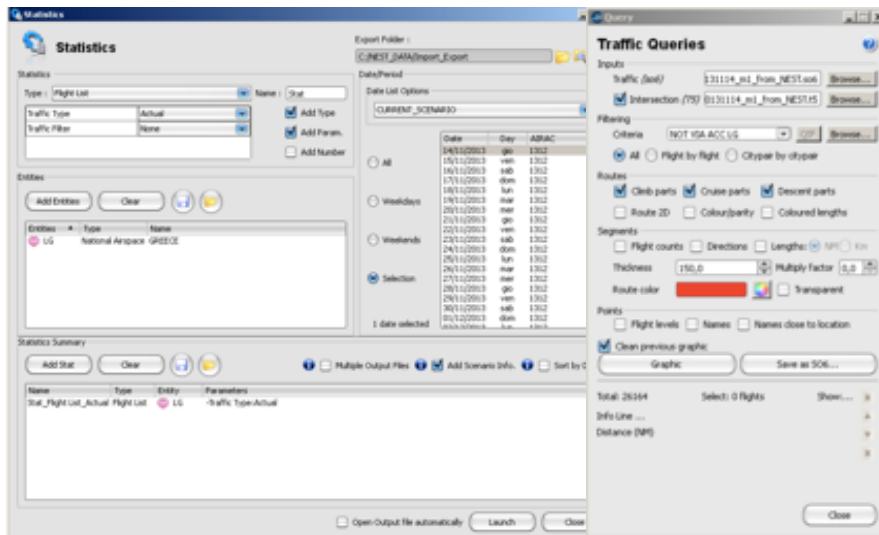 Statistics
Statistics
Export Folder :
C:/NEST_DATA/Import_Export
Statistics
Type : Flight List
Name : Stat
Traffic Type Actual
Traffic Filter None
Add Type
Add Param.
Add Number
Date/Period
Date List Options
CURRENT_SCENARIO
All
Weekdays
Weekends
Selection
1 date selected
Date Day AIRAC
14/11/2013 gio 1312
15/11/2013 ven 1312
16/11/2013 sab 1312
17/11/2013 dom 1312
18/11/2013 lun 1312
19/11/2013 mar 1312
20/11/2013 mer 1312
21/11/2013 gio 1312
22/11/2013 ven 1312
23/11/2013 sab 1312
24/11/2013 dom 1312
25/11/2013 lun 1312
26/11/2013 mar 1312
27/11/2013 mer 1312
28/11/2013 gio 1312
29/11/2013 ven 1312
30/11/2013 sab 1312
01/12/2013 dom 1312
Entities
Add Entities Clear
Entities Type Name
LG National Airspace GREECE
Statistics Summary
Add Stat Clear
Multiple Output Files Add Scenario Info. Sort by
Name Type Entity Parameters
Stat_Flight List_Actual Flight List LG -Traffic Type:Actual
Open Output file automatically Launch Close
Query
Traffic Queries
Inputs
Traffic (so6) 131114_m1_from_NEST.so6 Browse...
Intersection (T5) 0131114_m1_from_NEST.t5 Browse...
Filtering
Criteria NOT VIA ACC LG Browse...
All Flight by flight Citypair by citypair
Routes
Climb parts Cruise parts Descent parts
Route 2D Colour/parity Coloured lengths
Segments
Flight counts Directions Lengths: NM Km
Thickness 150,0 Multiply factor 0,0
Route color Transparent
Points
Flight levels Names Names close to location
Clean previous graphic
Graphic Save as SO6...
Total: 26164 Select: 0 flights Show:...
Info Line ...
Distance (NM)
Close